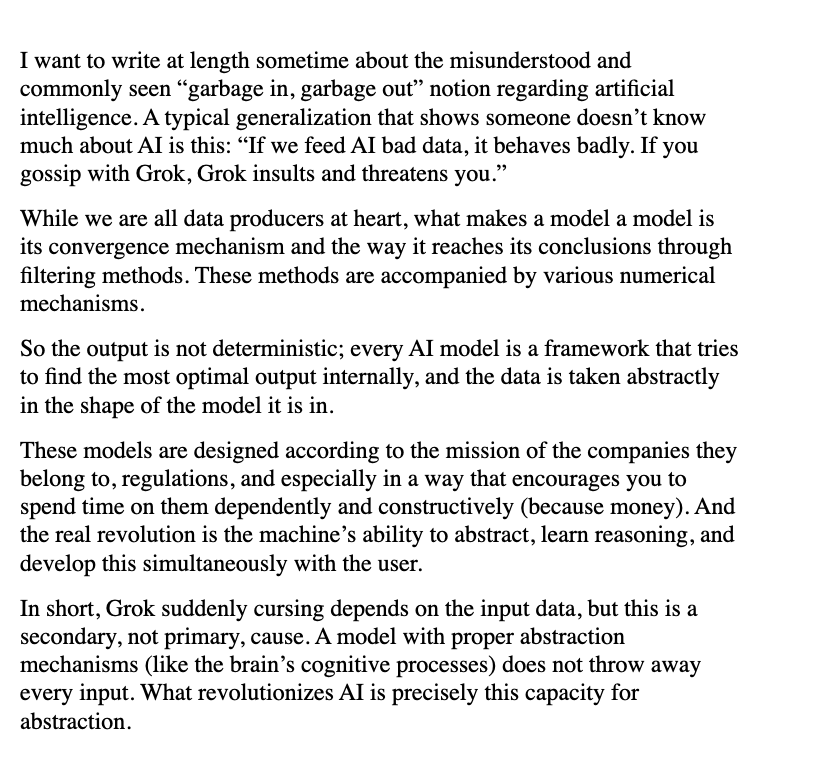 I want to write at length sometime about the misunderstood and
commonly seen “garbage in, garbage out” notion regarding artificial
intelligence. A typical generalization that shows someone doesn’t know
much about AI is this: “If we feed AI bad data, it behaves badly. If you
gossip with Grok, Grok insults and threatens you.”
While we are all data producers at heart, what makes a model a model is
its convergence mechanism and the way it reaches its conclusions through
filtering methods. These methods are accompanied by various numerical
mechanisms.
So the output is not deterministic; every AI model is a framework that tries
to find the most optimal output internally, and the data is taken abstractly
in the shape of the model it is in.
These models are designed according to the mission of the companies they
belong to, regulations, and especially in a way that encourages you to
spend time on them dependently and constructively (because money). And
the real revolution is the machine’s ability to abstract, learn reasoning, and
develop this simultaneously with the user.
In short, Grok suddenly cursing depends on the input data, but this is a
secondary, not primary, cause. A model with proper abstraction
mechanisms (like the brain’s cognitive processes) does not throw away
every input. What revolutionizes AI is precisely this capacity for
abstraction.